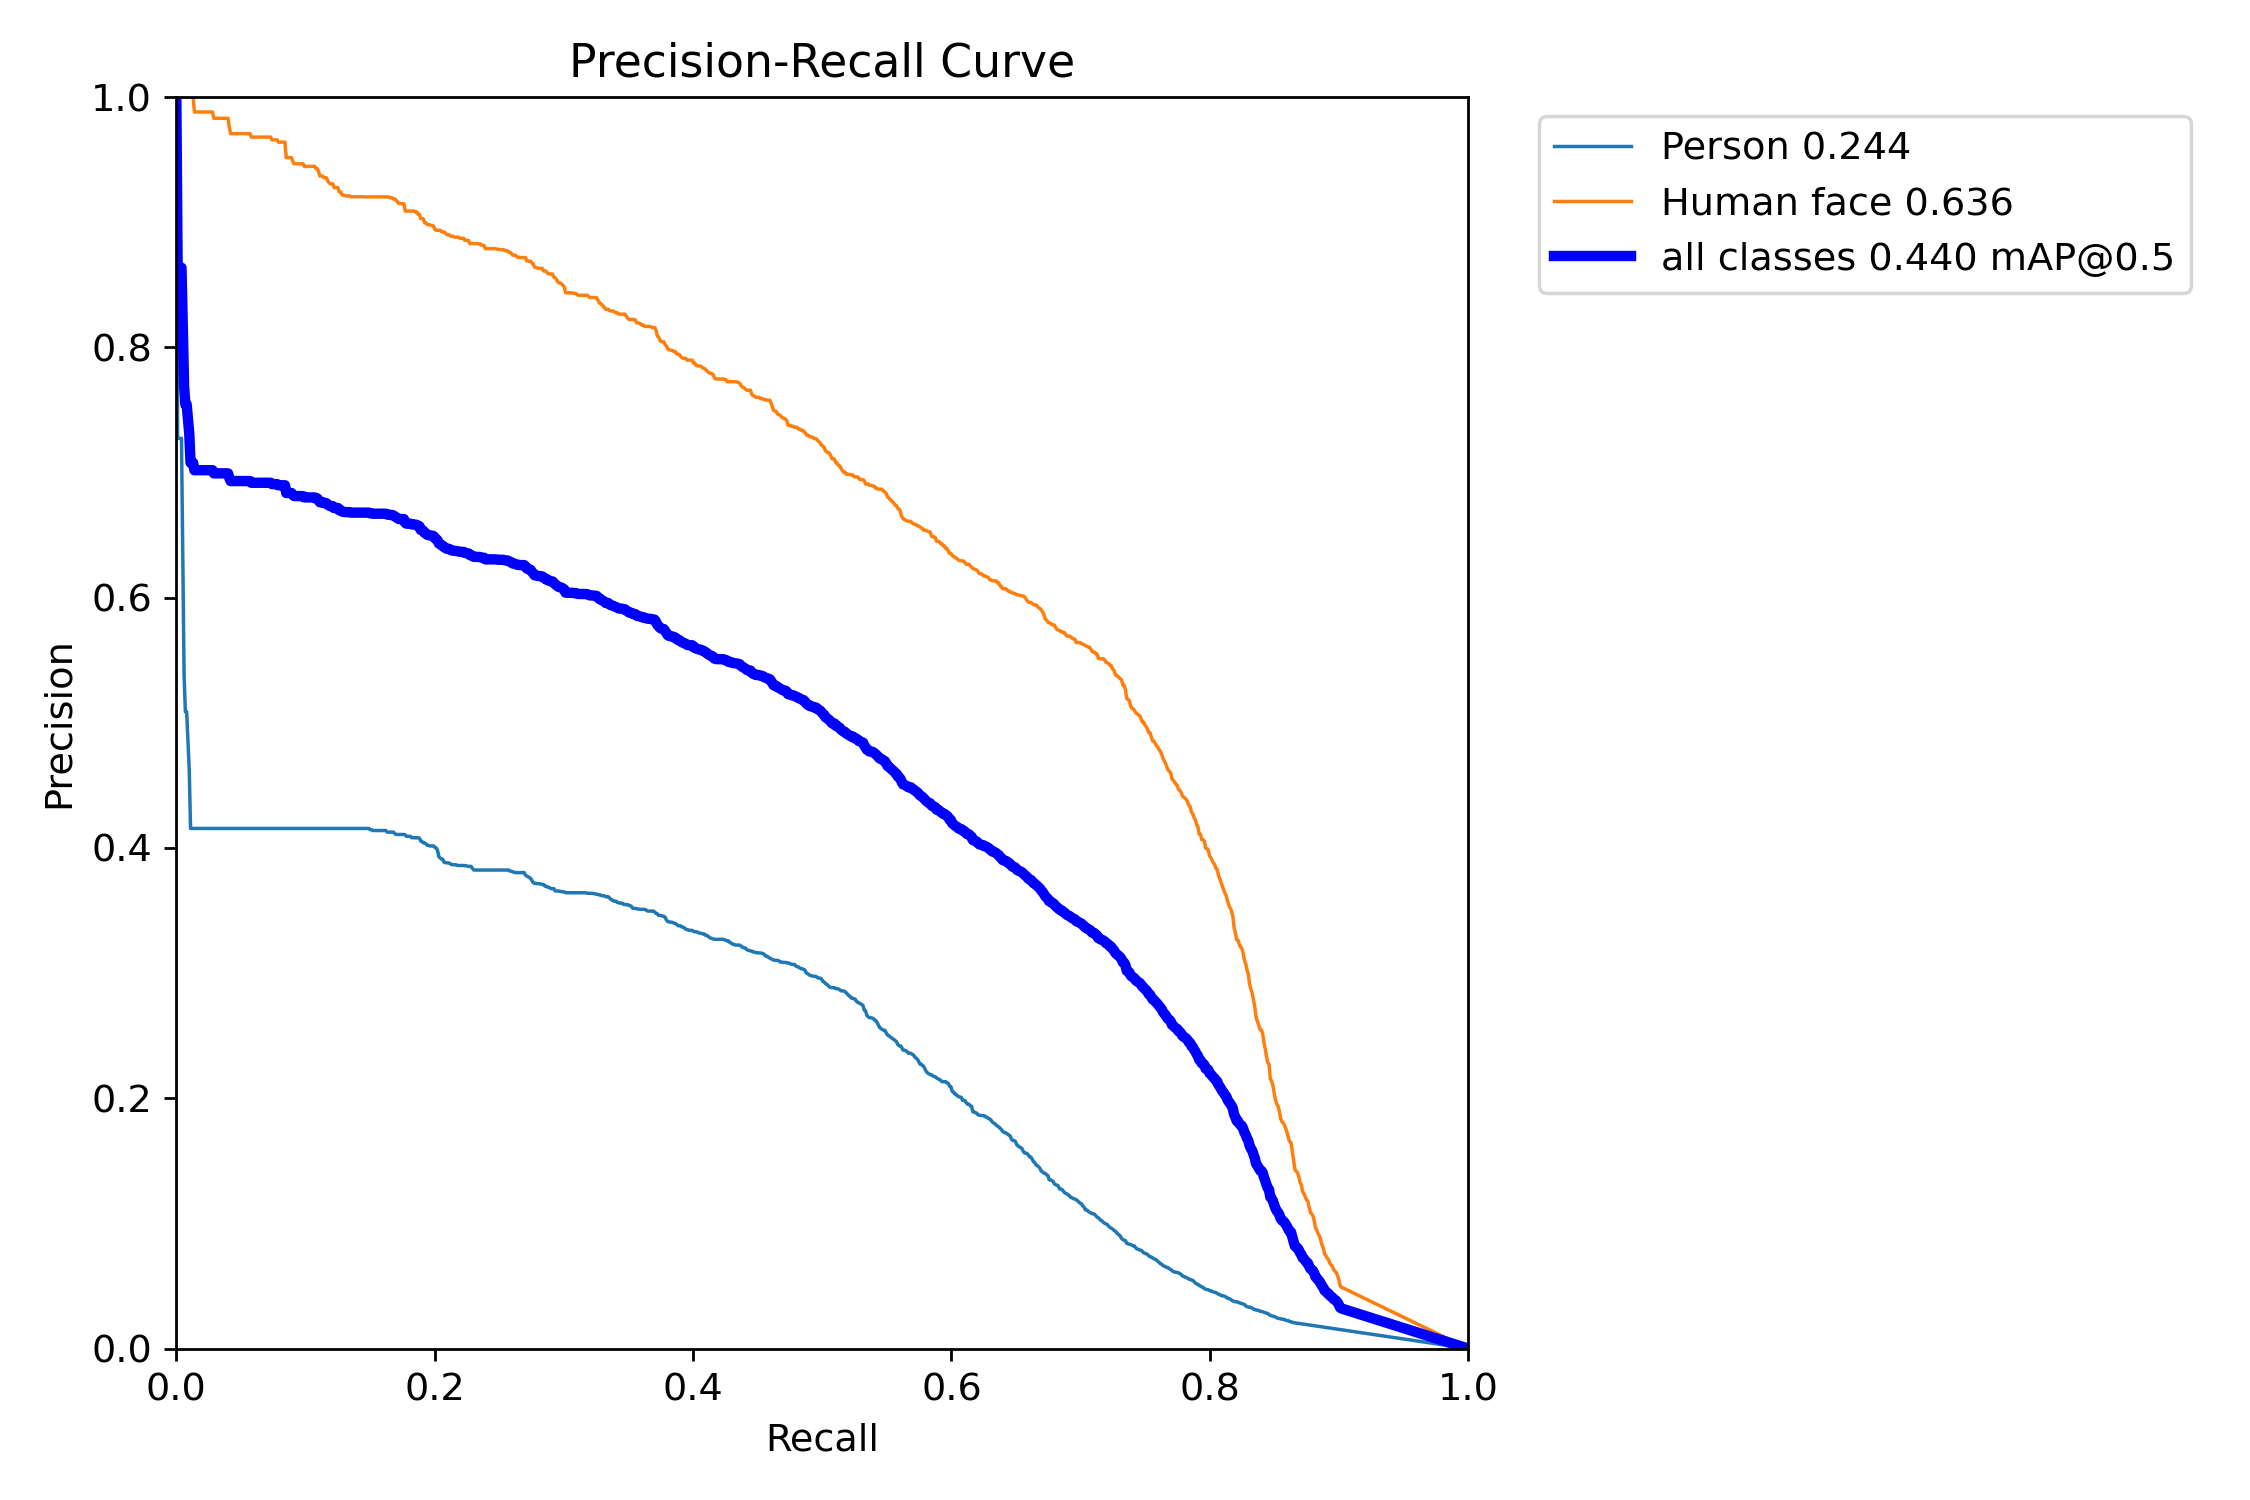 Precision-Recall Curve
Person 0.244
Human face 0.636
all classes 0.440 mAP@0.5
Precision
1.0
0.8
0.6
0.4
0.2
0.0
0.0 0.2 0.4 0.6 0.8 1.0
Recall